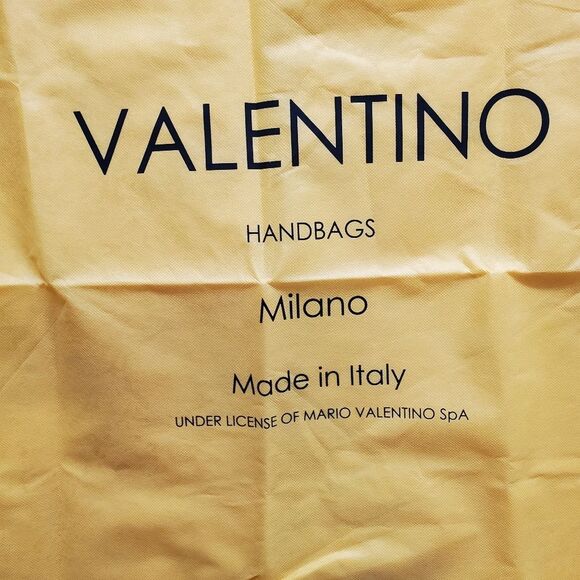 VALENTINO
HANDBAGS
Milano
Made in Italy
UNDER LICENSE OF MARIO VALENTINO SpA